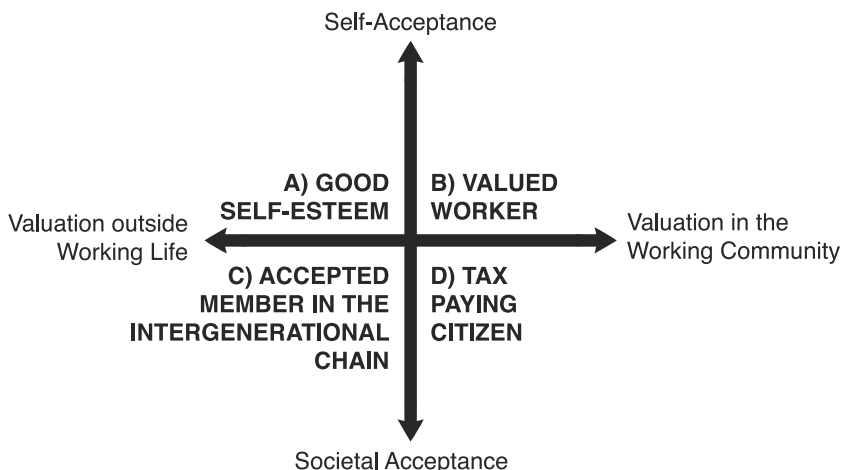 Self-Acceptance
A) GOOD
SELF-ESTEEM
B) VALUED
WORKER
Valuation outside
Working Life
Valuation in the
Working Community
C) ACCEPTED
MEMBER IN THE
INTERGENERATIONAL
CHAIN
D) TAX
PAYING
CITIZEN
Societal Acceptance